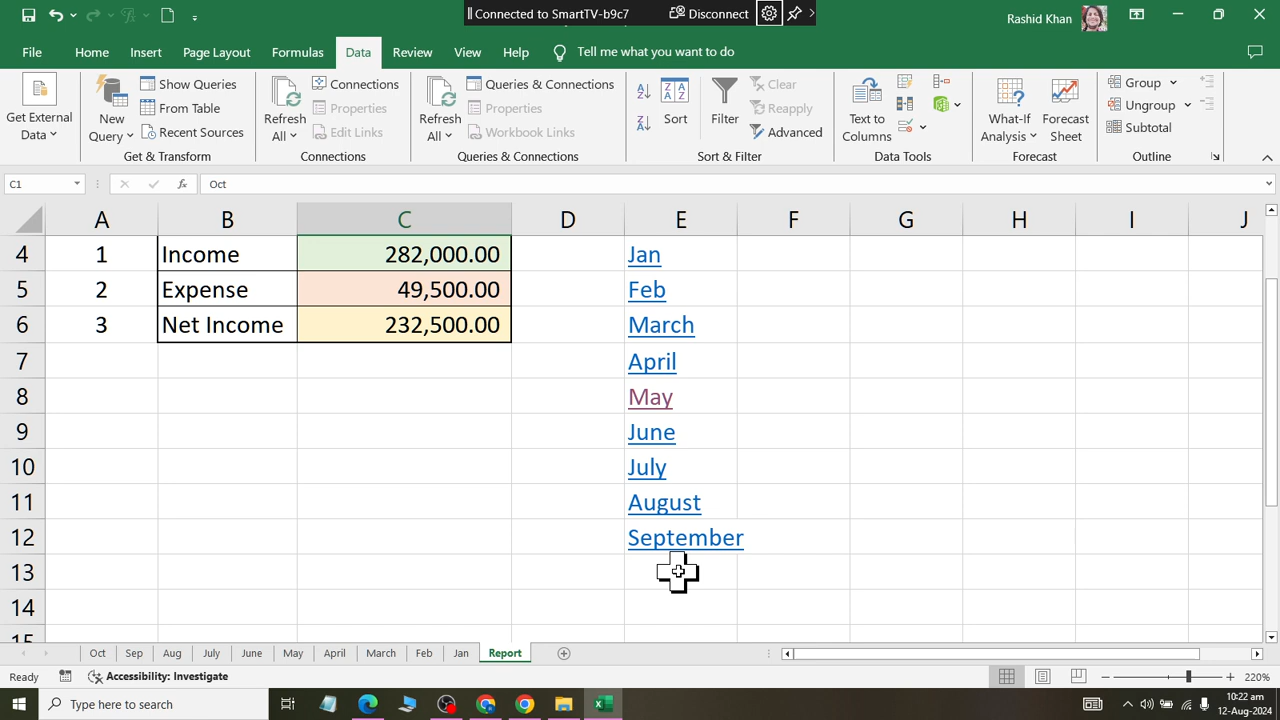 Connected to SmartTV-b9c7 Disconnect
Rashid Khan
File Home Insert Page Layout Formulas Data Review View Help Tell me what you want to do
Get External Data
New Query
Show Queries
From Table
Recent Sources
Get & Transform
Refresh All
Connections
Properties
Edit Links
Connections
Refresh All
Queries & Connections
Properties
Workbook Links
Queries & Connections
Sort
Filter
Clear
Reapply
Advanced
Sort & Filter
Text to Columns
Data Tools
What-If Analysis
Forecast Sheet
Forecast
Group
Ungroup
Subtotal
Outline
C1 Oct
A B C D E F G H I J
4 1 Income 282,000.00 Jan
5 2 Expense 49,500.00 Feb
6 3 Net Income 232,500.00 March
7 April
8 May
9 June
10 July
11 August
12 September
13
14
15
Oct Sep Aug July June May April March Feb Jan Report
Ready Accessibility: Investigate 220%
Type here to search
10:22 am
12-Aug-2024